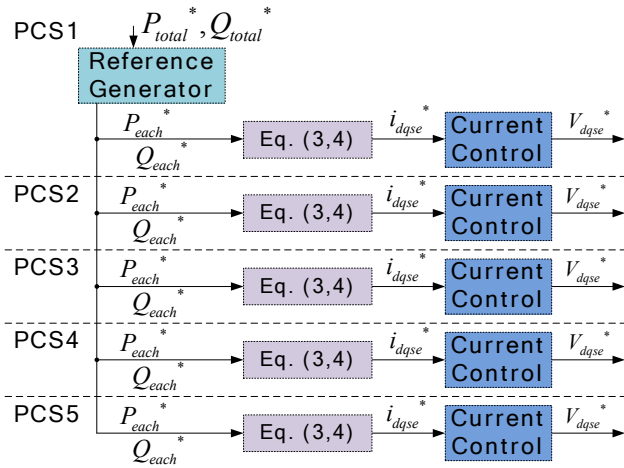 PCS1
P_total*, Q_total*
Reference
Generator
P_each*
Q_each*
Eq. (3,4)
i_dqse*
Current
Control
V_dqse*
PCS2
P_each*
Q_each*
Eq. (3,4)
i_dqse*
Current
Control
V_dqse*
PCS3
P_each*
Q_each*
Eq. (3,4)
i_dqse*
Current
Control
V_dqse*
PCS4
P_each*
Q_each*
Eq. (3,4)
i_dqse*
Current
Control
V_dqse*
PCS5
P_each*
Q_each*
Eq. (3,4)
i_dqse*
Current
Control
V_dqse*